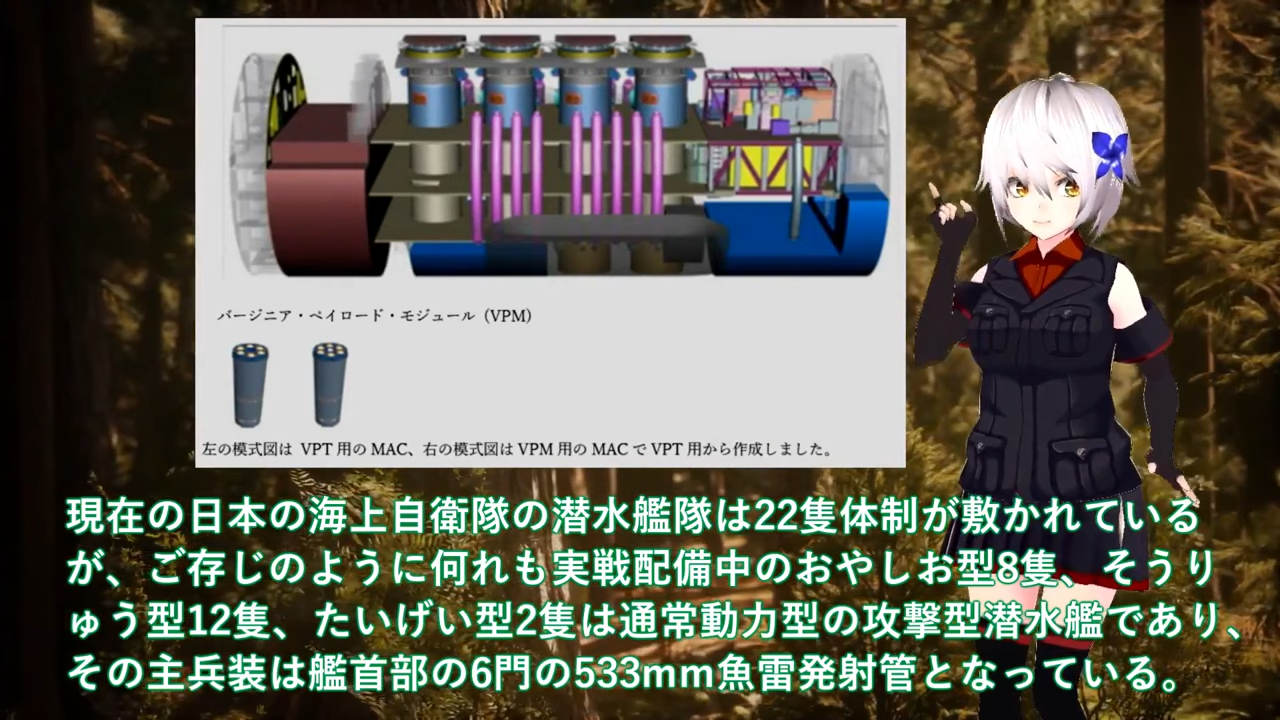 バージニア・ペイロード・モジュール（VPM）
左の模式図は VPT 用の MAC、右の模式図は VPM 用の MAC で VPT 用から作成しました。
現在の日本の海上自衛隊の潜水艦隊は22隻体制が敷かれている
が、ご存じのように何れも実戦配備中のおやしお型8隻、そうり
ゅう型12隻、たいげい型2隻は通常動力型の攻撃型潜水艦であり、
その主兵装は艦首部の6門の533mm魚雷発射管となっている。